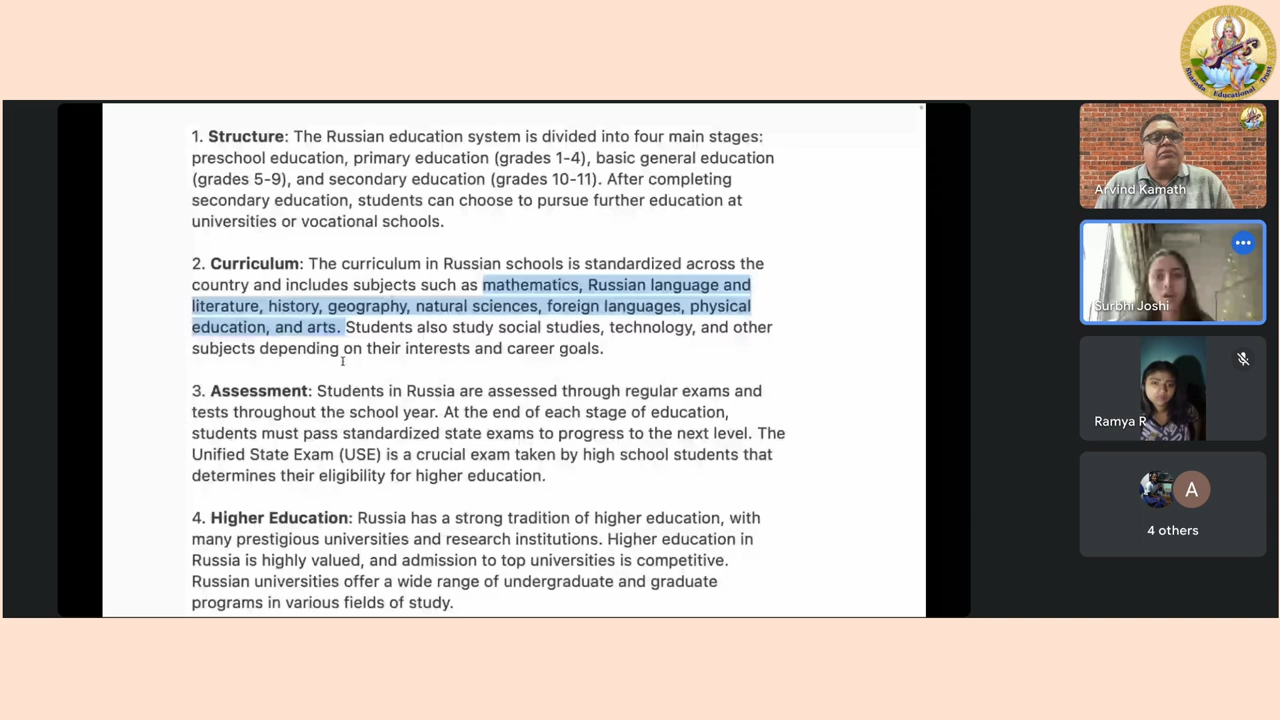 1. Structure: The Russian education system is divided into four main stages:
preschool education, primary education (grades 1-4), basic general education
(grades 5-9), and secondary education (grades 10-11). After completing
secondary education, students can choose to pursue further education at
universities or vocational schools.
2. Curriculum: The curriculum in Russian schools is standardized across the
country and includes subjects such as mathematics, Russian language and
literature, history, geography, natural sciences, foreign languages, physical
education, and arts. Students also study social studies, technology, and other
subjects depending on their interests and career goals.
3. Assessment: Students in Russia are assessed through regular exams and
tests throughout the school year. At the end of each stage of education,
students must pass standardized state exams to progress to the next level. The
Unified State Exam (USE) is a crucial exam taken by high school students that
determines their eligibility for higher education.
4. Higher Education: Russia has a strong tradition of higher education, with
many prestigious universities and research institutions. Higher education in
Russia is highly valued, and admission to top universities is competitive.
Russian universities offer a wide range of undergraduate and graduate
programs in various fields of study.
Sharada Educational Trust
Arvind Kamath
Surbhi Joshi
Ramya R
A
4 others